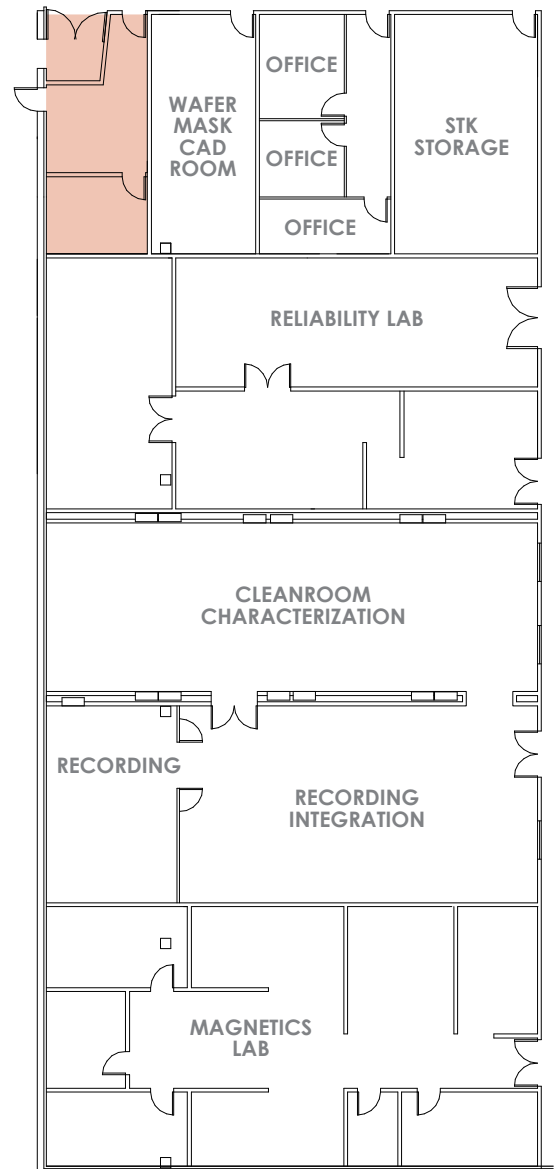 OFFICE
WAFER
MASK
CAD
ROOM
STK
STORAGE
OFFICE
OFFICE
RELIABILITY LAB
CLEANROOM
CHARACTERIZATION
RECORDING
RECORDING
INTEGRATION
MAGNETICS
LAB